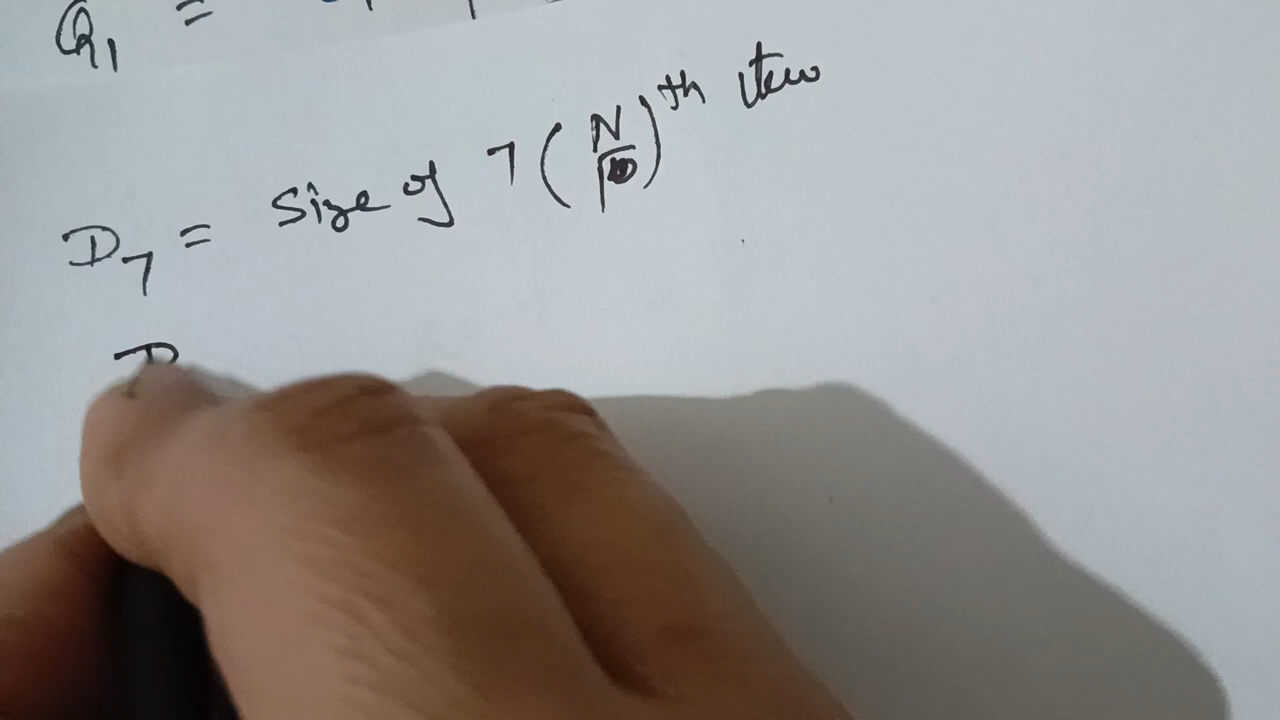 Q1 =
D7 = Size of 7 (N/10)th item
D